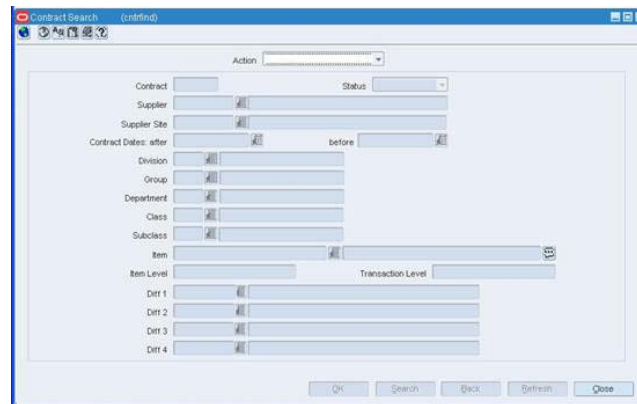 Contract Search (cntrfind)
Action
Contract Status
Supplier
Supplier Site
Contract Dates: after before
Division
Group
Department
Class
Subclass
Item
Item Level Transaction Level
Diff 1
Diff 2
Diff 3
Diff 4
OK Search Back Refresh Close